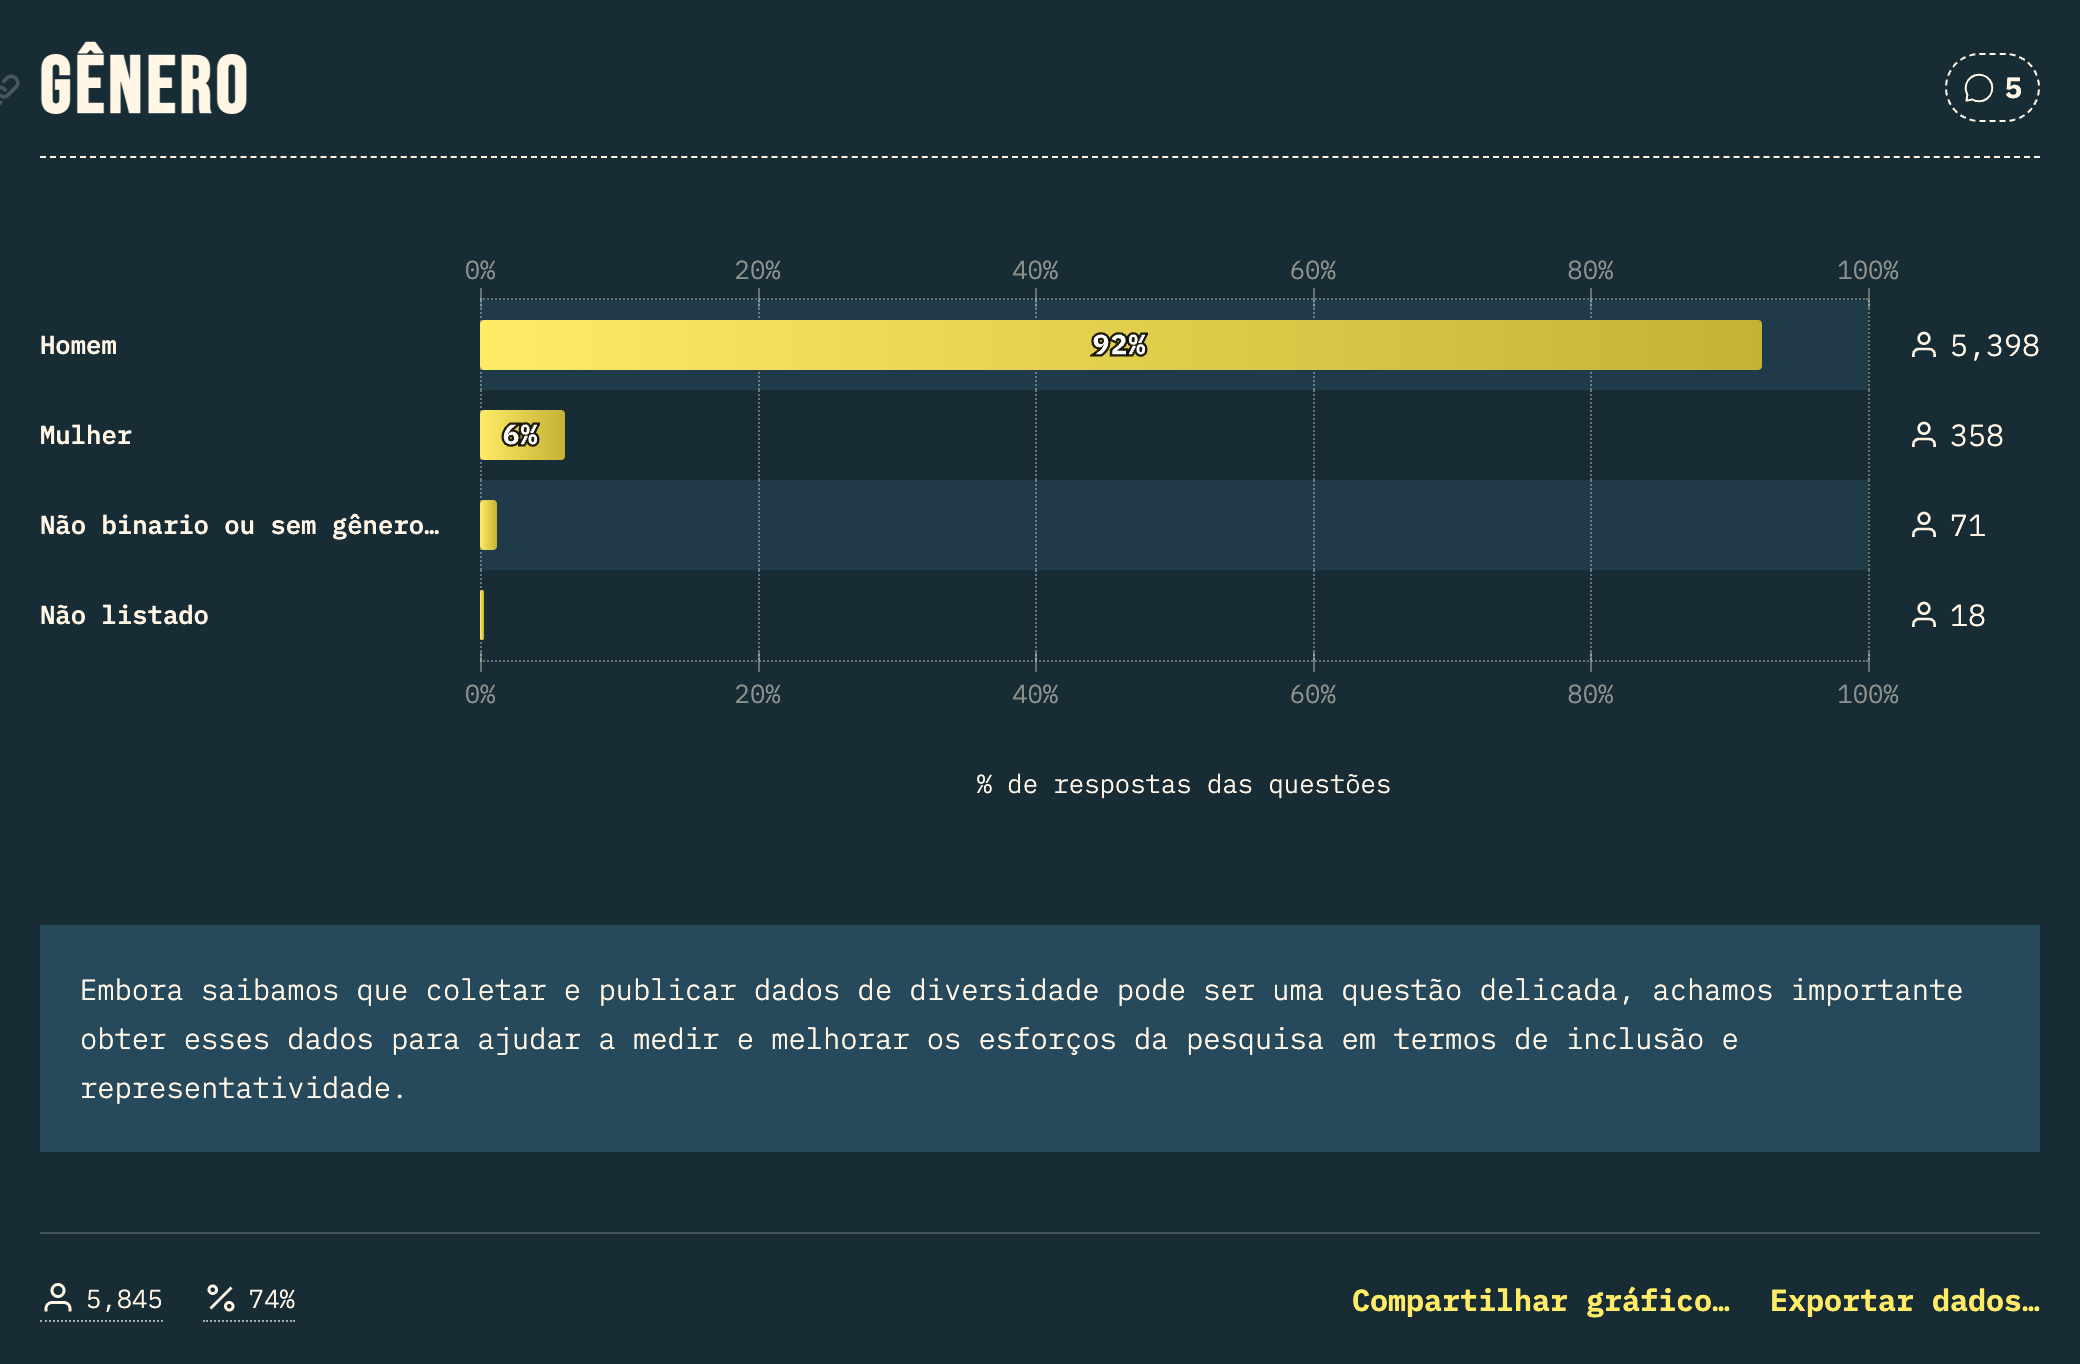 GÊNERO
5
0% 20% 40% 60% 80% 100%
Homem 92% 5,398
Mulher 6% 358
Não binario ou sem gênero… 71
Não listado 18
0% 20% 40% 60% 80% 100%
% de respostas das questões
Embora saibamos que coletar e publicar dados de diversidade pode ser uma questão delicada, achamos importante
obter esses dados para ajudar a medir e melhorar os esforços da pesquisa em termos de inclusão e
representatividade.
5,845 74% Compartilhar gráfico… Exportar dados…